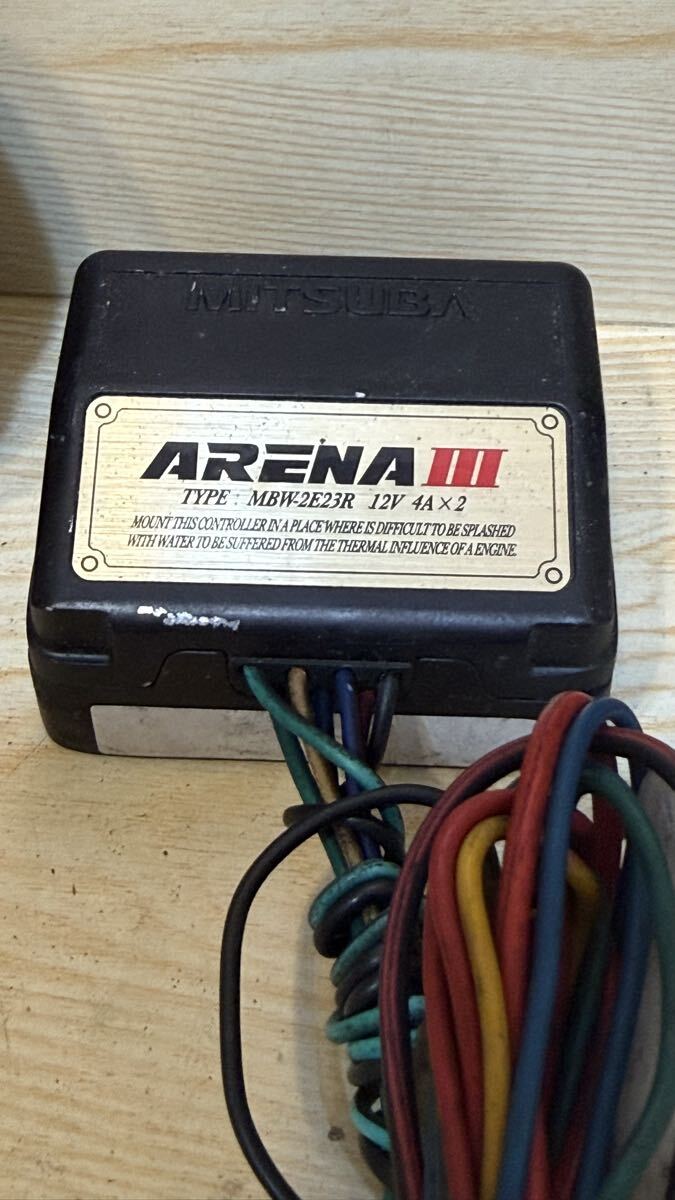 MITSUBA
ARENA III
TYPE : MBW-2E23R 12V 4A×2
MOUNT THIS CONTROLLER IN A PLACE WHERE IS DIFFICULT TO BE SPLASHED
WITH WATER TO BE SUFFERED FROM THE THERMAL INFLUENCE OF A ENGINE.